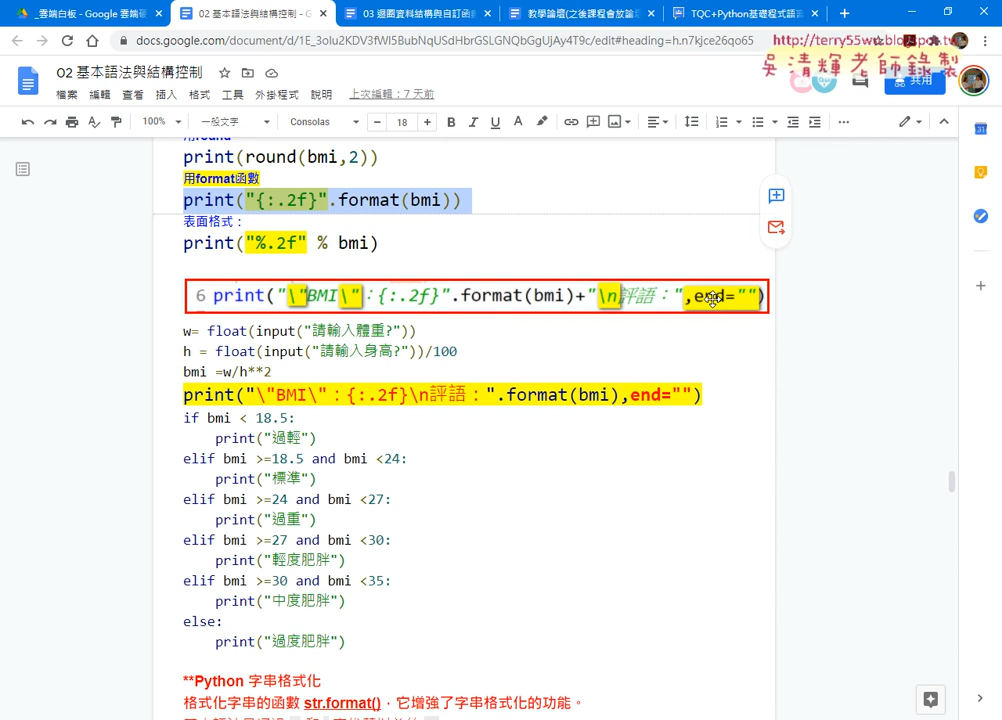 _雲端白板 - Google 雲端硬
02 基本語法與結構控制 - G
03 迴圈資料結構與自訂函
教學論壇(之後課程會放論壇
TQC+Python基礎程式語言
docs.google.com/document/d/1E_3olu2KDV3fWl5BubNqUSdHbrGSLGNQbGgUjAy4T9c/edit#heading=h.n7kjce26qo65
http://terry55wu.blogspot.tw
吳清輝老師錄製
02 基本語法與結構控制
檔案 編輯 查看 插入 格式 工具 外掛程式 說明 上次編輯：7 天前
共用
100% 一般文字 Consolas 18 B I U A
用round
print(round(bmi,2))
用format函數
print("{:.2f}".format(bmi))
表面格式：
print("%.2f" % bmi)
6 print("\"BMI\"：{:.2f}".format(bmi)+"\n評語：",end="")
w= float(input("請輸入體重?"))
h = float(input("請輸入身高?"))/100
bmi =w/h**2
print("\"BMI\"：{:.2f}\n評語：".format(bmi),end="")
if bmi < 18.5:
print("過輕")
elif bmi >=18.5 and bmi <24:
print("標準")
elif bmi >=24 and bmi <27:
print("過重")
elif bmi >=27 and bmi <30:
print("輕度肥胖")
elif bmi >=30 and bmi <35:
print("中度肥胖")
else:
print("過度肥胖")
**Python 字串格式化
格式化字串的函數 str.format()，它增強了字串格式化的功能。